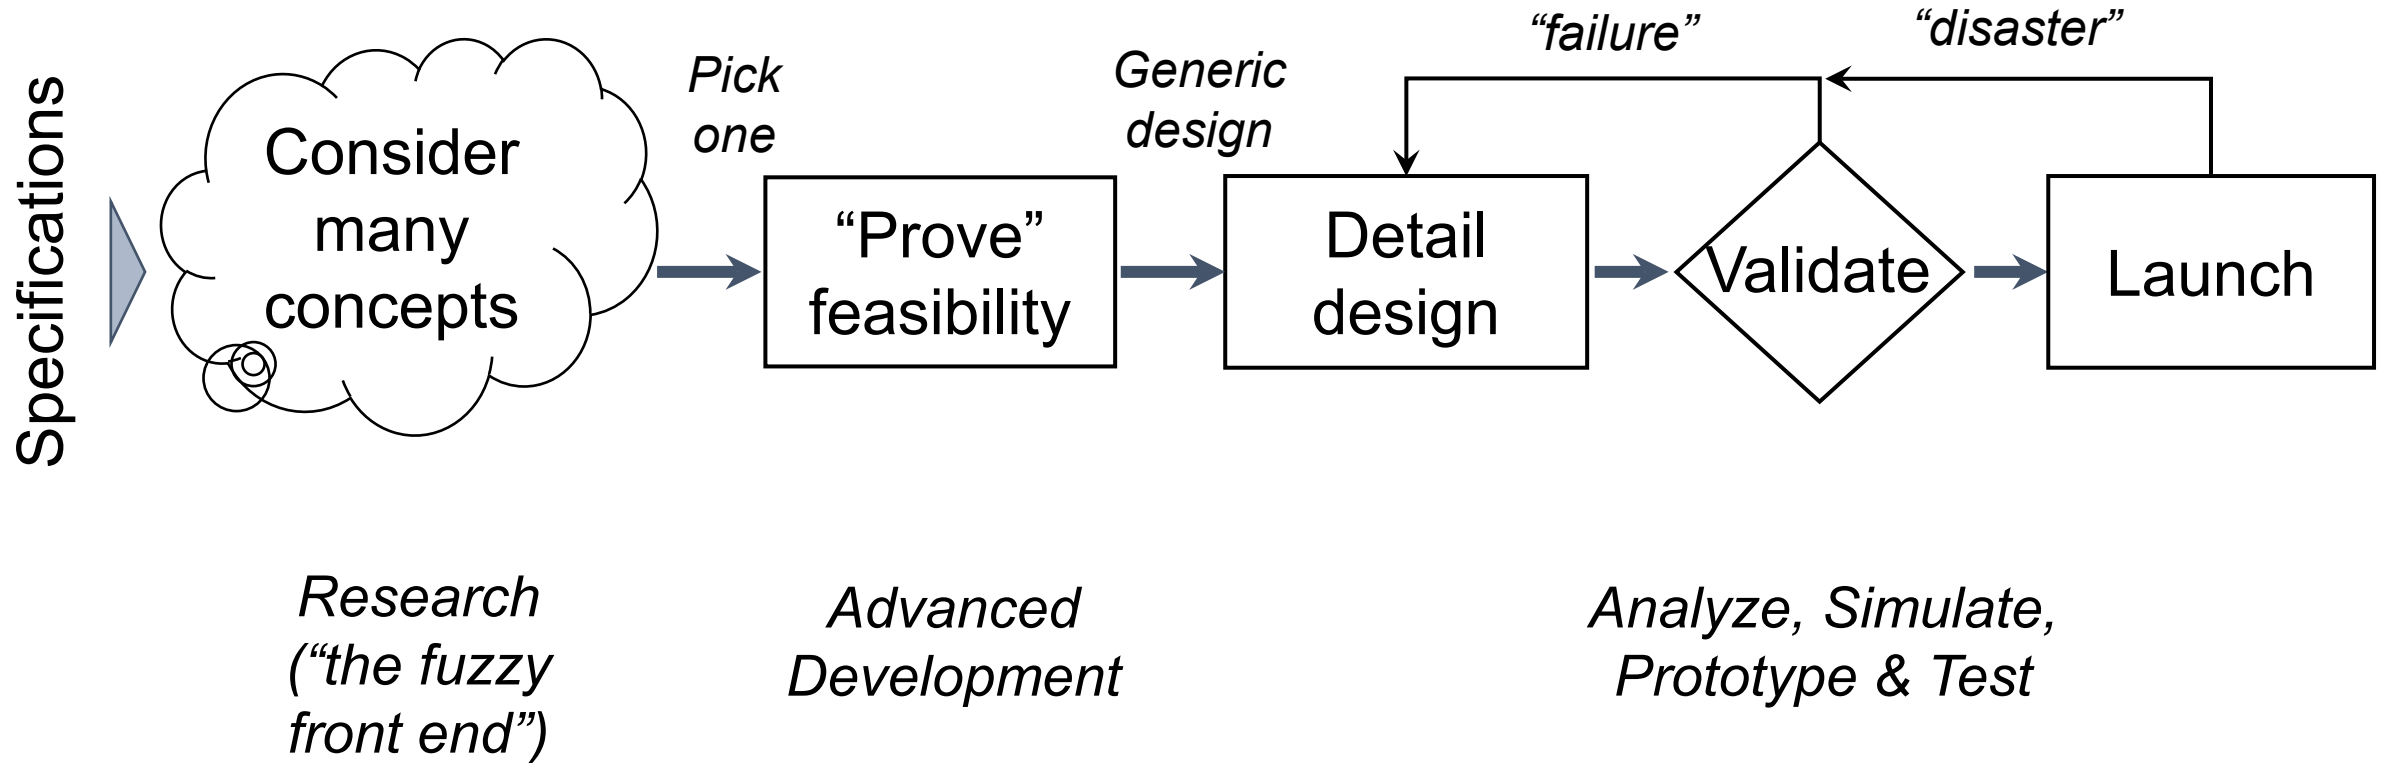 Specifications
Consider
many
concepts
Pick
one
“Prove”
feasibility
Generic
design
Detail
design
“failure”
Validate
“disaster”
Launch
Research
(“the fuzzy
front end”)
Advanced
Development
Analyze, Simulate,
Prototype & Test